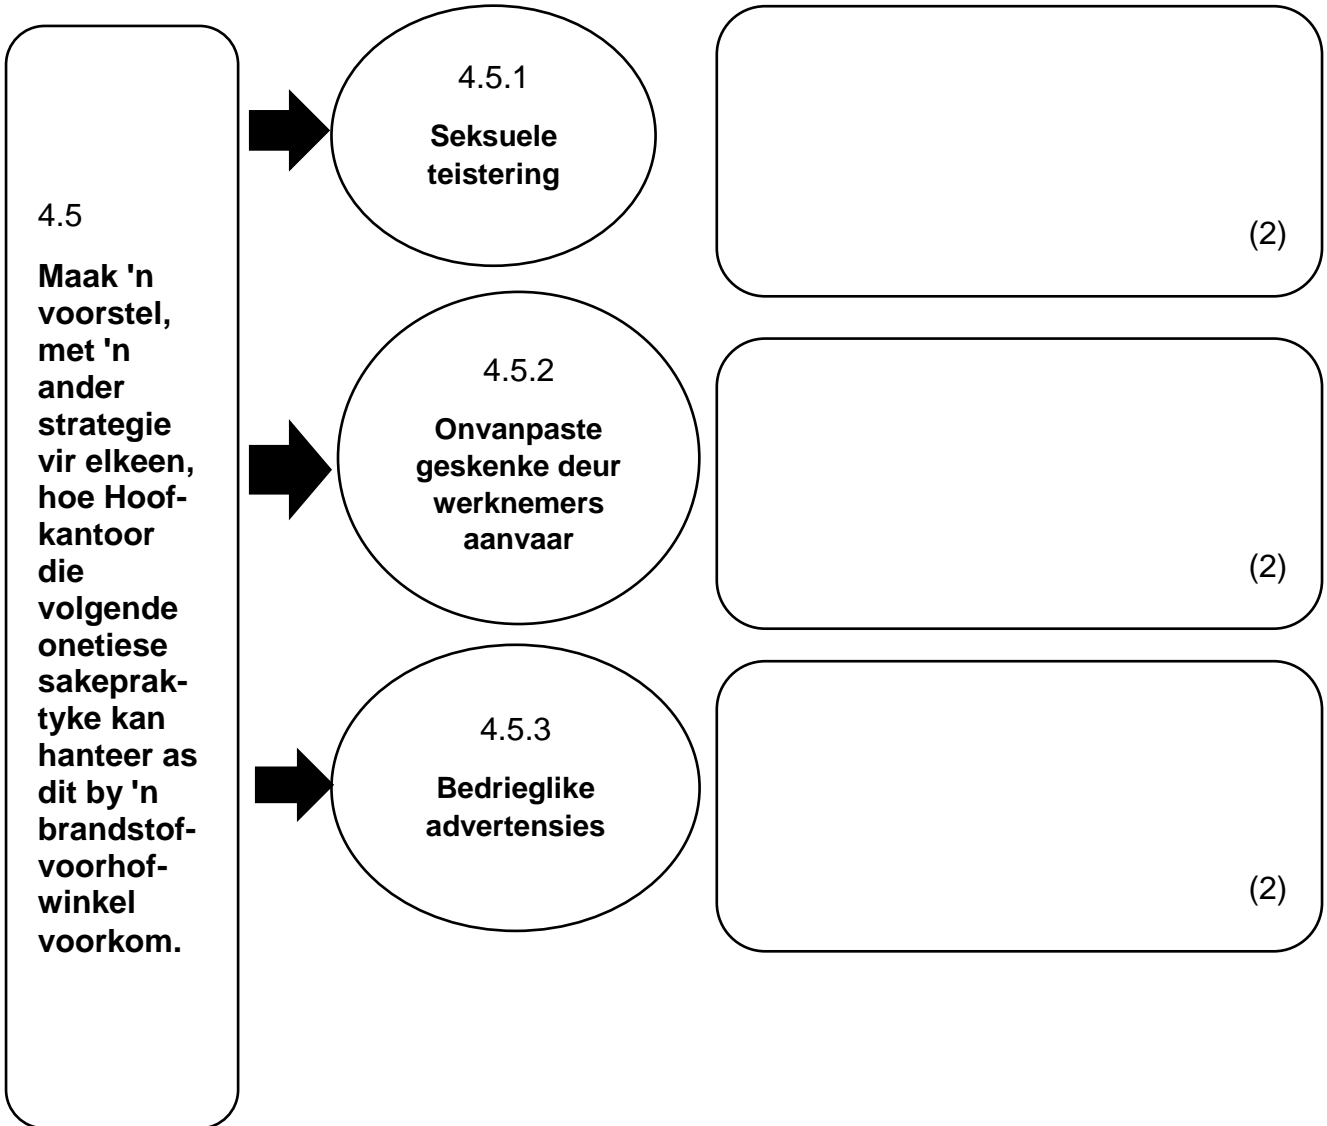 4.5
Maak 'n
voorstel,
met 'n
ander
strategie
vir elkeen,
hoe Hoof-
kantoor
die
volgende
onetiese
sakeprak-
tyke kan
hanteer as
dit by 'n
brandstof-
voorhof-
winkel
voorkom.
4.5.1
Seksuele
teistering
(2)
4.5.2
Onvanpaste
geskenke deur
werknemers
aanvaar
(2)
4.5.3
Bedrieglike
advertensies
(2)